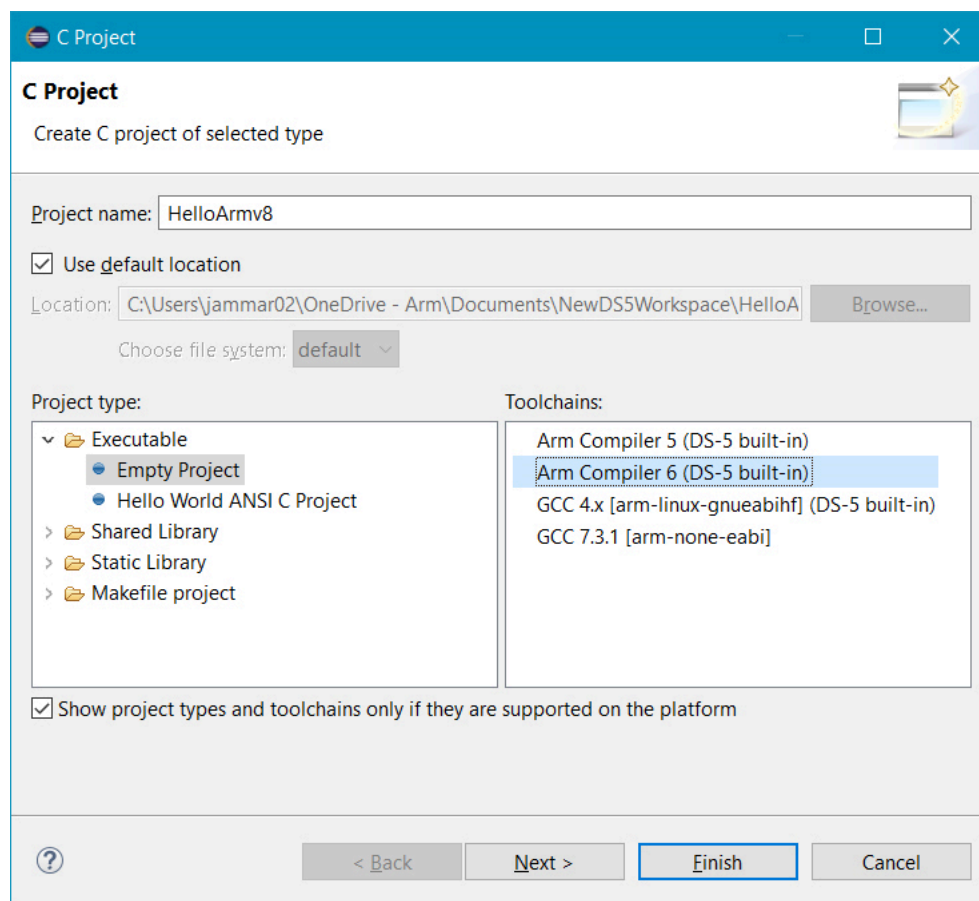 C Project
C Project
Create C project of selected type
Project name: HelloArmv8
Use default location
Location: C:\Users\jammar02\OneDrive - Arm\Documents\NewDS5Workspace\HelloA Browse...
Choose file system: default
Project type:
Executable
Empty Project
Hello World ANSI C Project
Shared Library
Static Library
Makefile project
Toolchains:
Arm Compiler 5 (DS-5 built-in)
Arm Compiler 6 (DS-5 built-in)
GCC 4.x [arm-linux-gnueabihf] (DS-5 built-in)
GCC 7.3.1 [arm-none-eabi]
Show project types and toolchains only if they are supported on the platform
? < Back Next > Finish Cancel